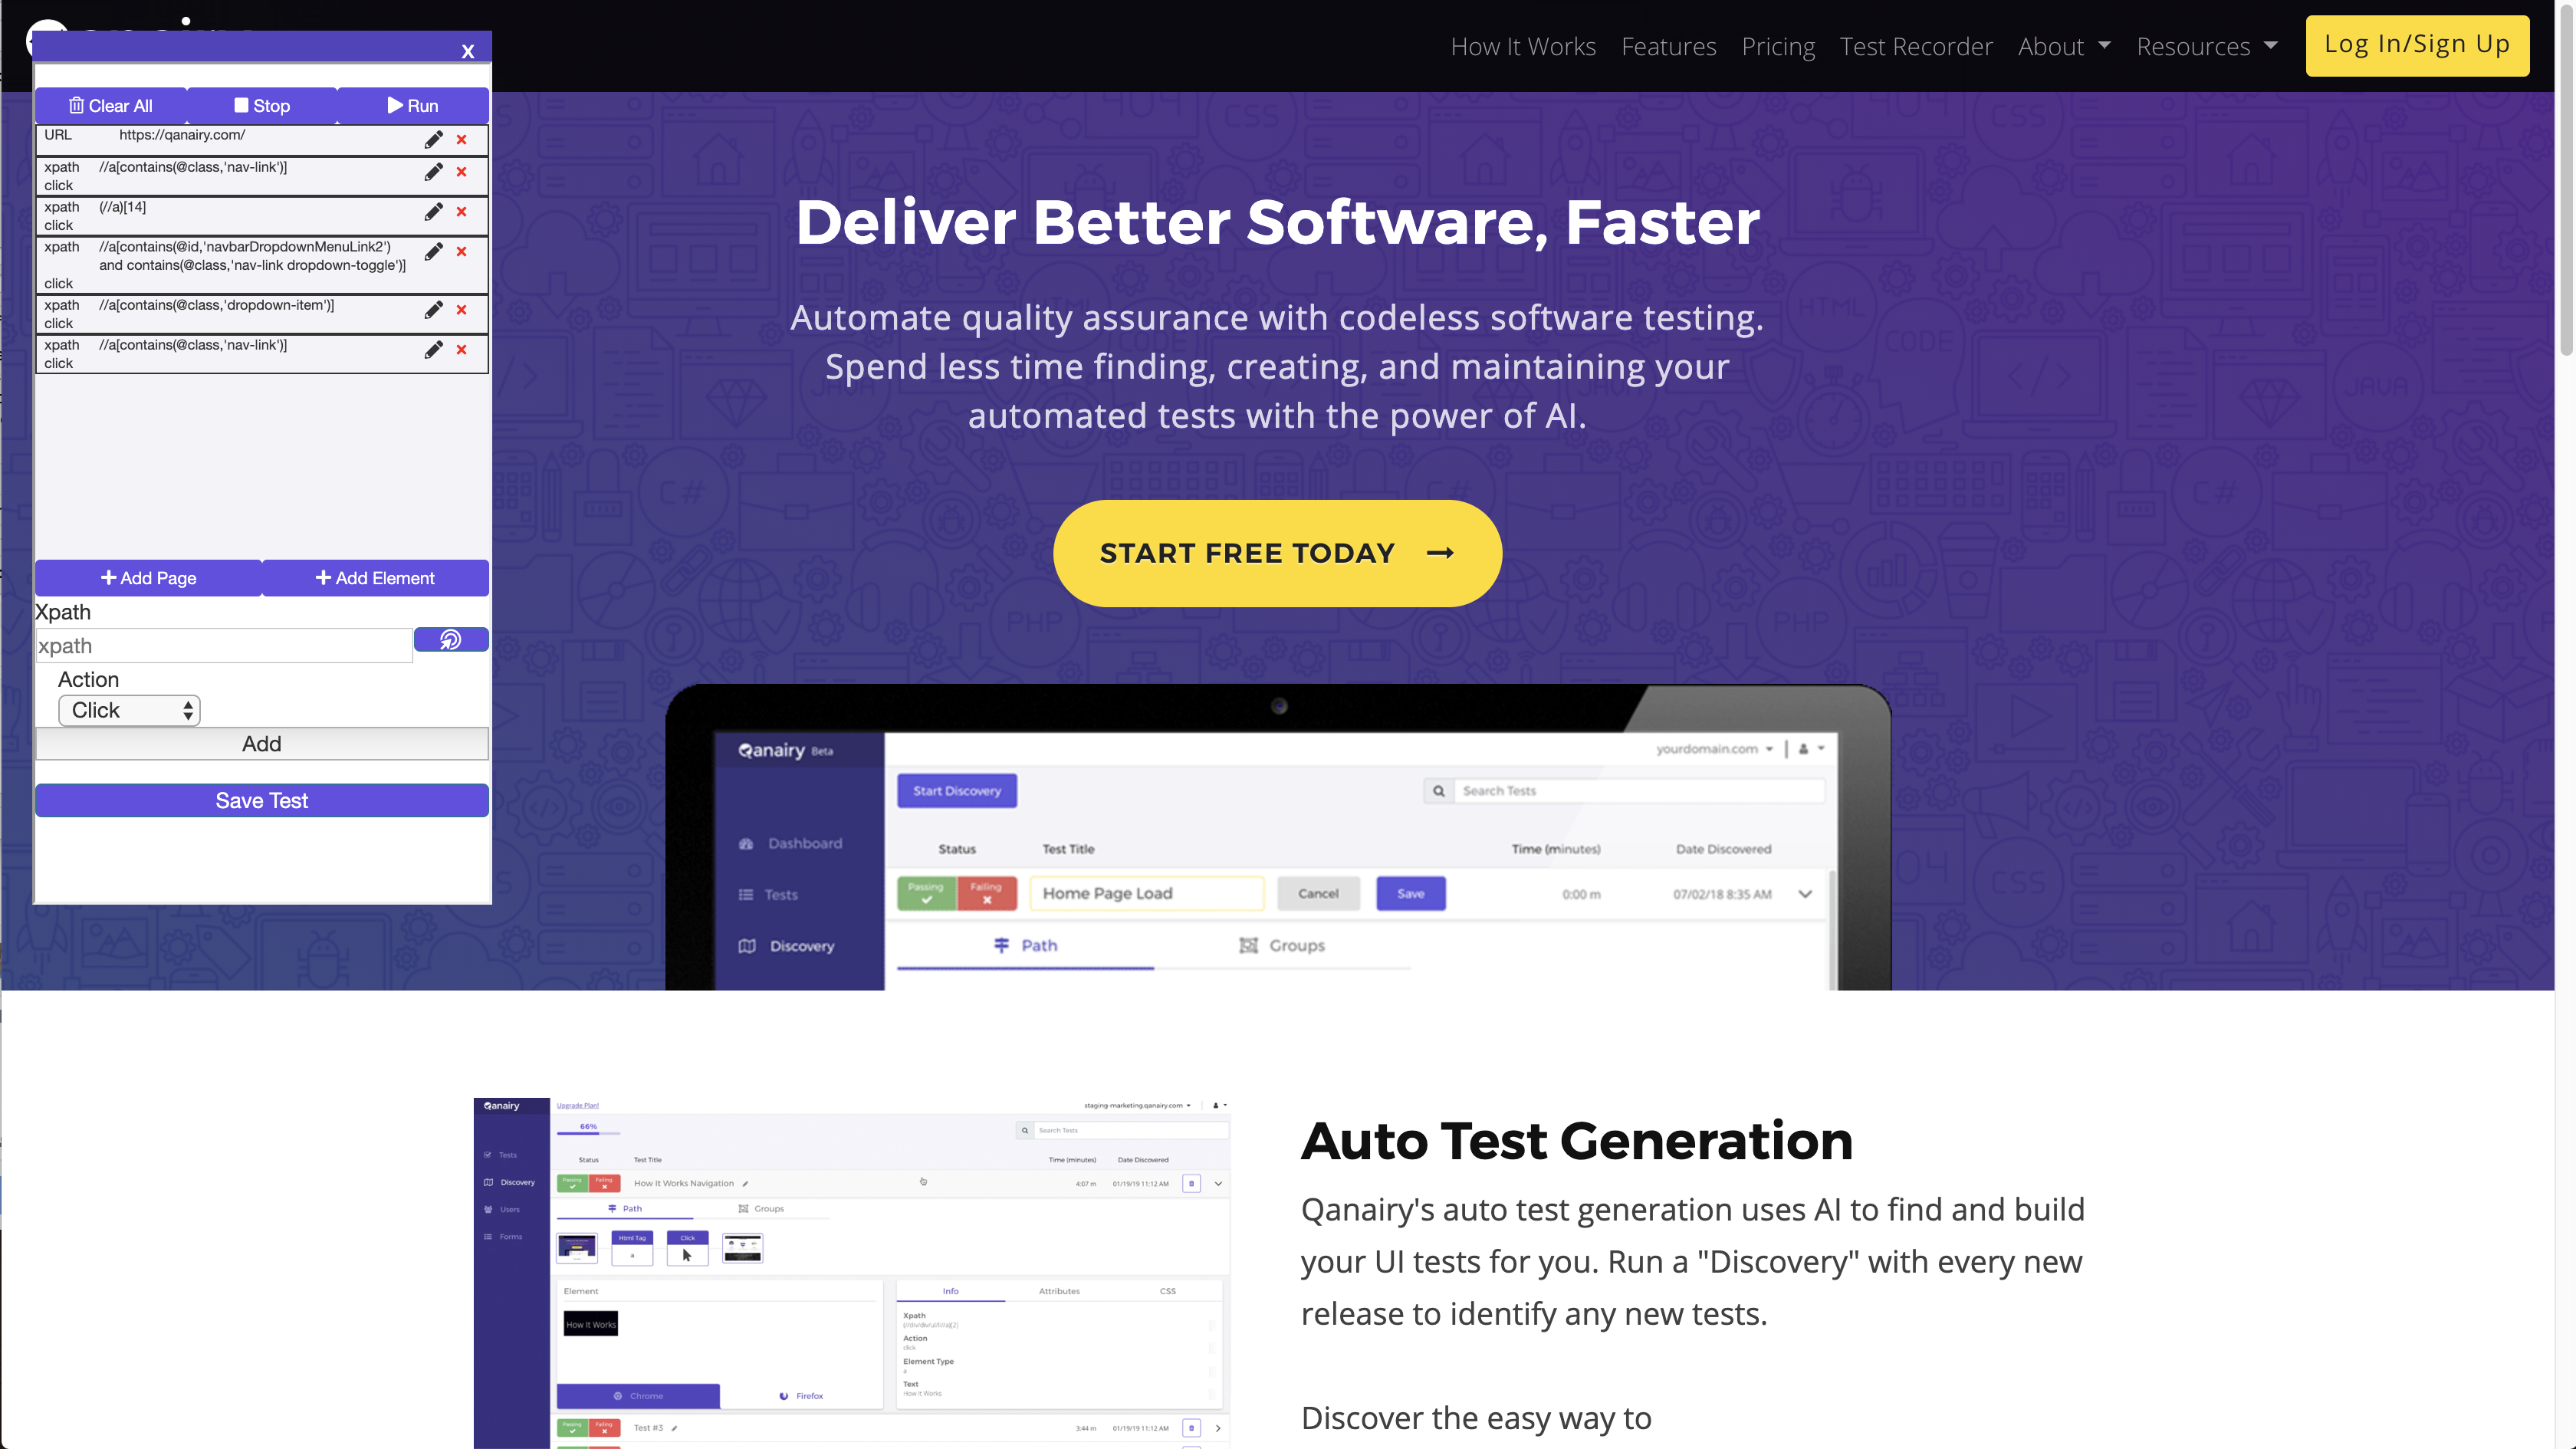 How It Works
Features
Pricing
Test Recorder
About
Resources
Log In/Sign Up
X
Clear All
Stop
Run
URL https://qanairy.com/
xpath //a[contains(@class,'nav-link')]
click
xpath (//a)[14]
click
xpath //a[contains(@id,'navbarDropdownMenuLink2')
and contains(@class,'nav-link dropdown-toggle')]
click
xpath //a[contains(@class,'dropdown-item')]
click
xpath //a[contains(@class,'nav-link')]
click
Add Page
Add Element
Xpath
xpath
Action
Click
Add
Save Test
Deliver Better Software, Faster
Automate quality assurance with codeless software testing.
Spend less time finding, creating, and maintaining your
automated tests with the power of AI.
START FREE TODAY
Qanairy Beta
yourdomain.com
Start Discovery
Search Tests
Dashboard
Tests
Discovery
Status
Test Title
Time (minutes)
Date Discovered
Passing
Failing
Home Page Load
Cancel
Save
0:00 m
07/02/18 8:35 AM
Path
Groups
Qanairy
Upgrade Plan!
staging-marketing.qanairy.com
66%
Search Tests
Tests
Discovery
Users
Forms
Status
Test Title
Time (minutes)
Date Discovered
Passing
Failing
How It Works Navigation
4:07 m
01/19/19 11:12 AM
Path
Groups
Html Tag
a
Click
Element
How It Works
Info
Attributes
CSS
Xpath
Action
click
Element Type
a
Text
How It Works
Chrome
Firefox
Passing
Failing
Test #3
3:44 m
01/19/19 11:12 AM
Auto Test Generation
Qanairy's auto test generation uses AI to find and build
your UI tests for you. Run a "Discovery" with every new
release to identify any new tests.
Discover the easy way to